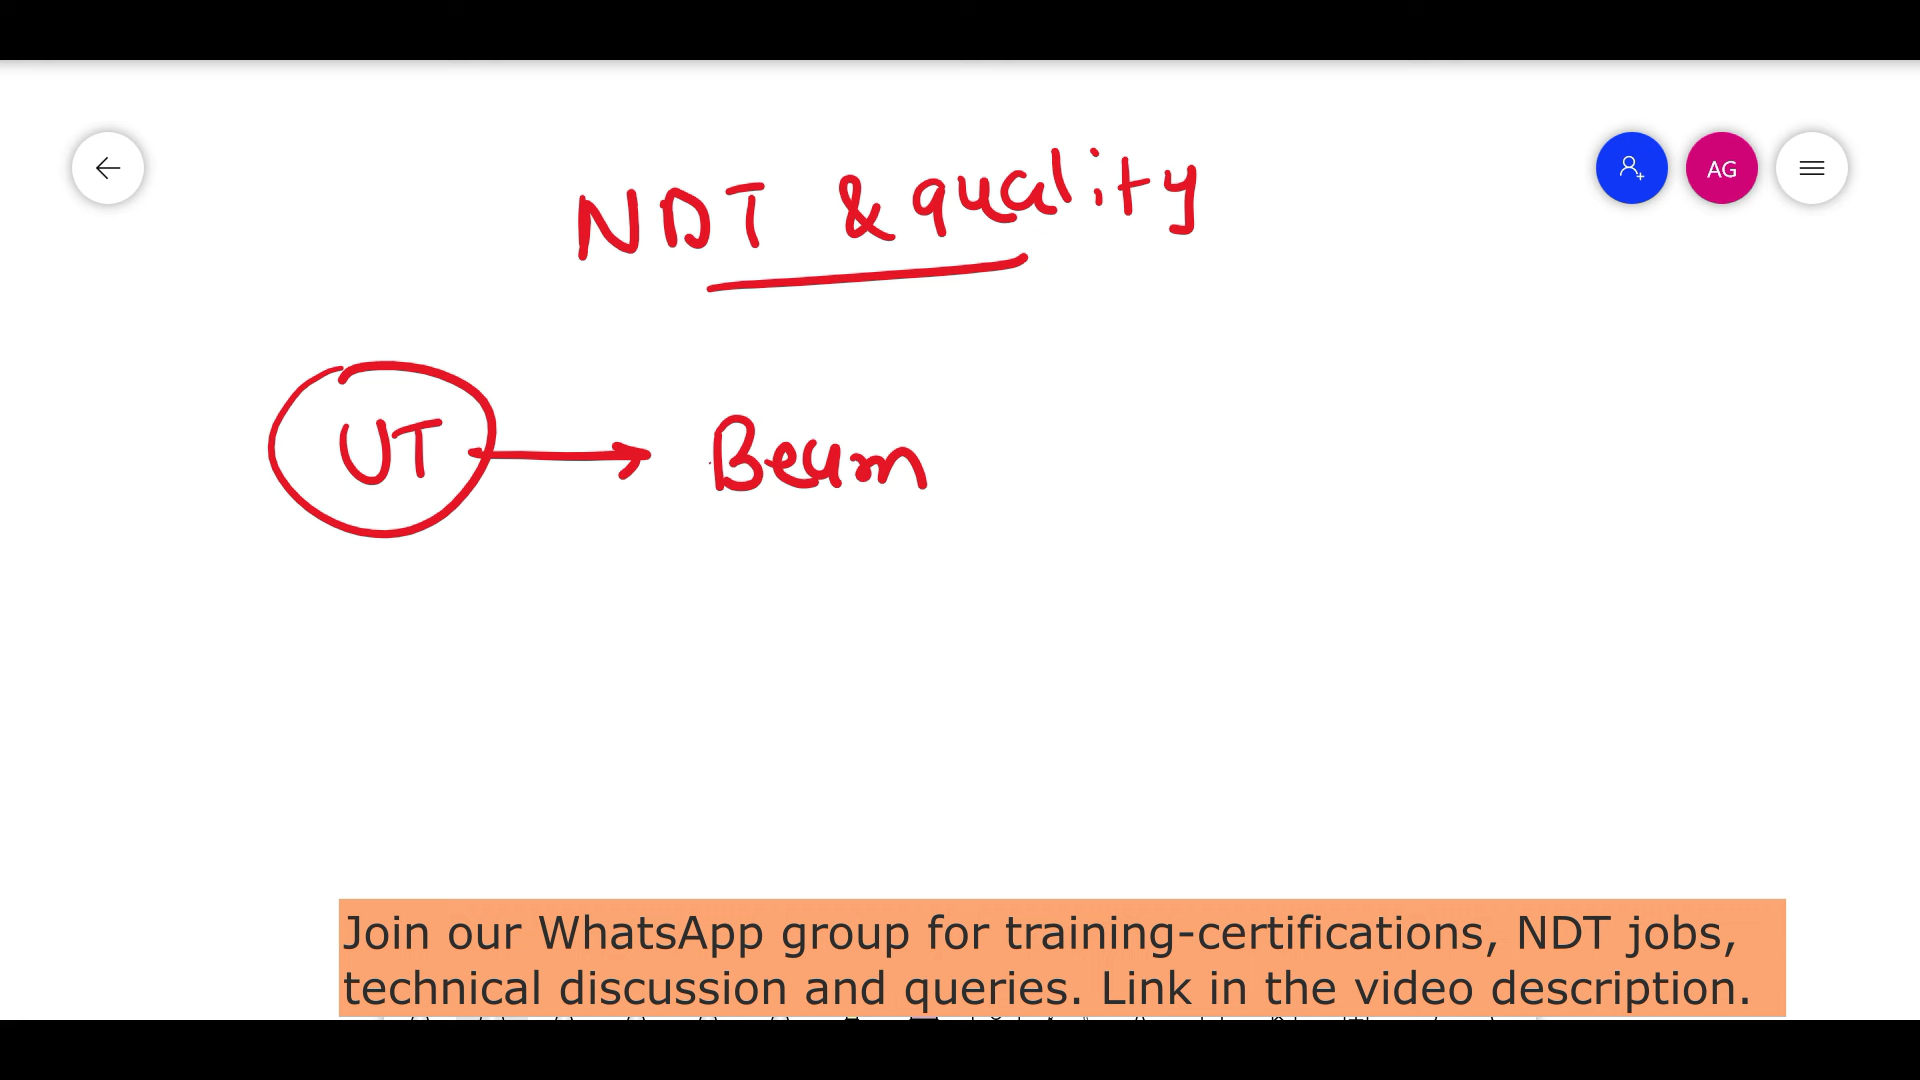 NDT & quality
AG
UT → Beam
Join our WhatsApp group for training-certifications, NDT jobs,
technical discussion and queries. Link in the video description.